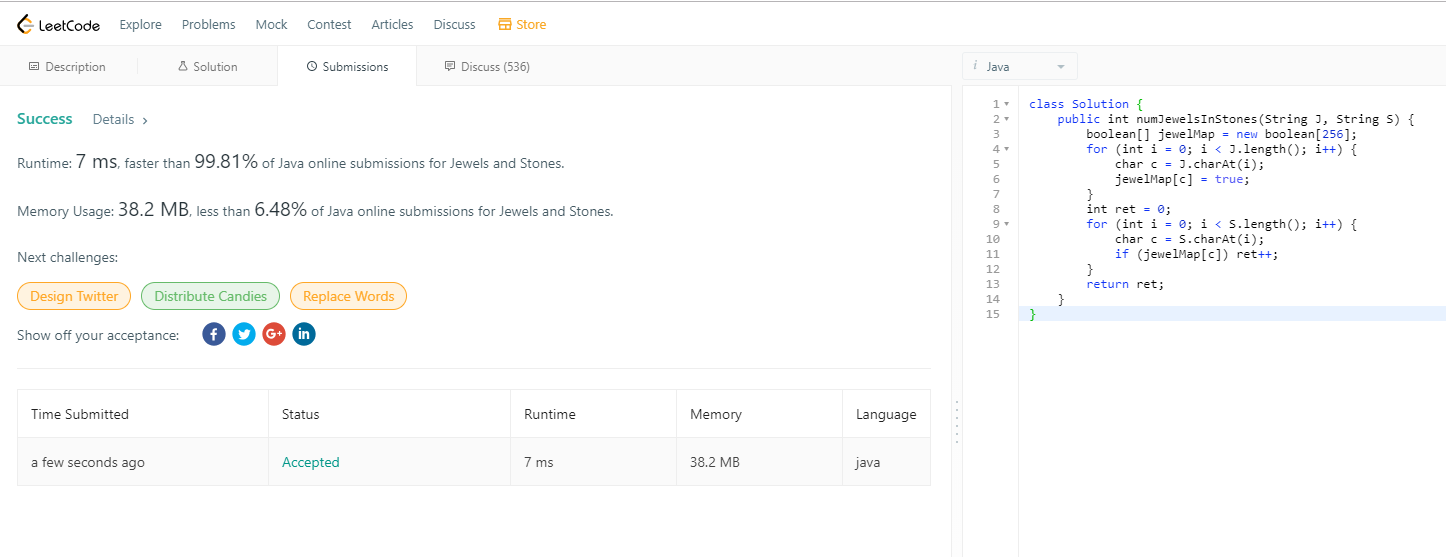 LeetCode Explore Problems Mock Contest Articles Discuss Store
Description Solution Submissions Discuss (536)
Success Details >
Runtime: 7 ms, faster than 99.81% of Java online submissions for Jewels and Stones.
Memory Usage: 38.2 MB, less than 6.48% of Java online submissions for Jewels and Stones.
Next challenges:
Design Twitter Distribute Candies Replace Words
Show off your acceptance: f G+ in
Time Submitted Status Runtime Memory Language
a few seconds ago Accepted 7 ms 38.2 MB java
i Java
1 class Solution {
2     public int numJewelsInStones(String J, String S) {
3         boolean[] jewelMap = new boolean[256];
4         for (int i = 0; i < J.length(); i++) {
5             char c = J.charAt(i);
6             jewelMap[c] = true;
7         }
8         int ret = 0;
9         for (int i = 0; i < S.length(); i++) {
10             char c = S.charAt(i);
11             if (jewelMap[c]) ret++;
12         }
13         return ret;
14     }
15 }